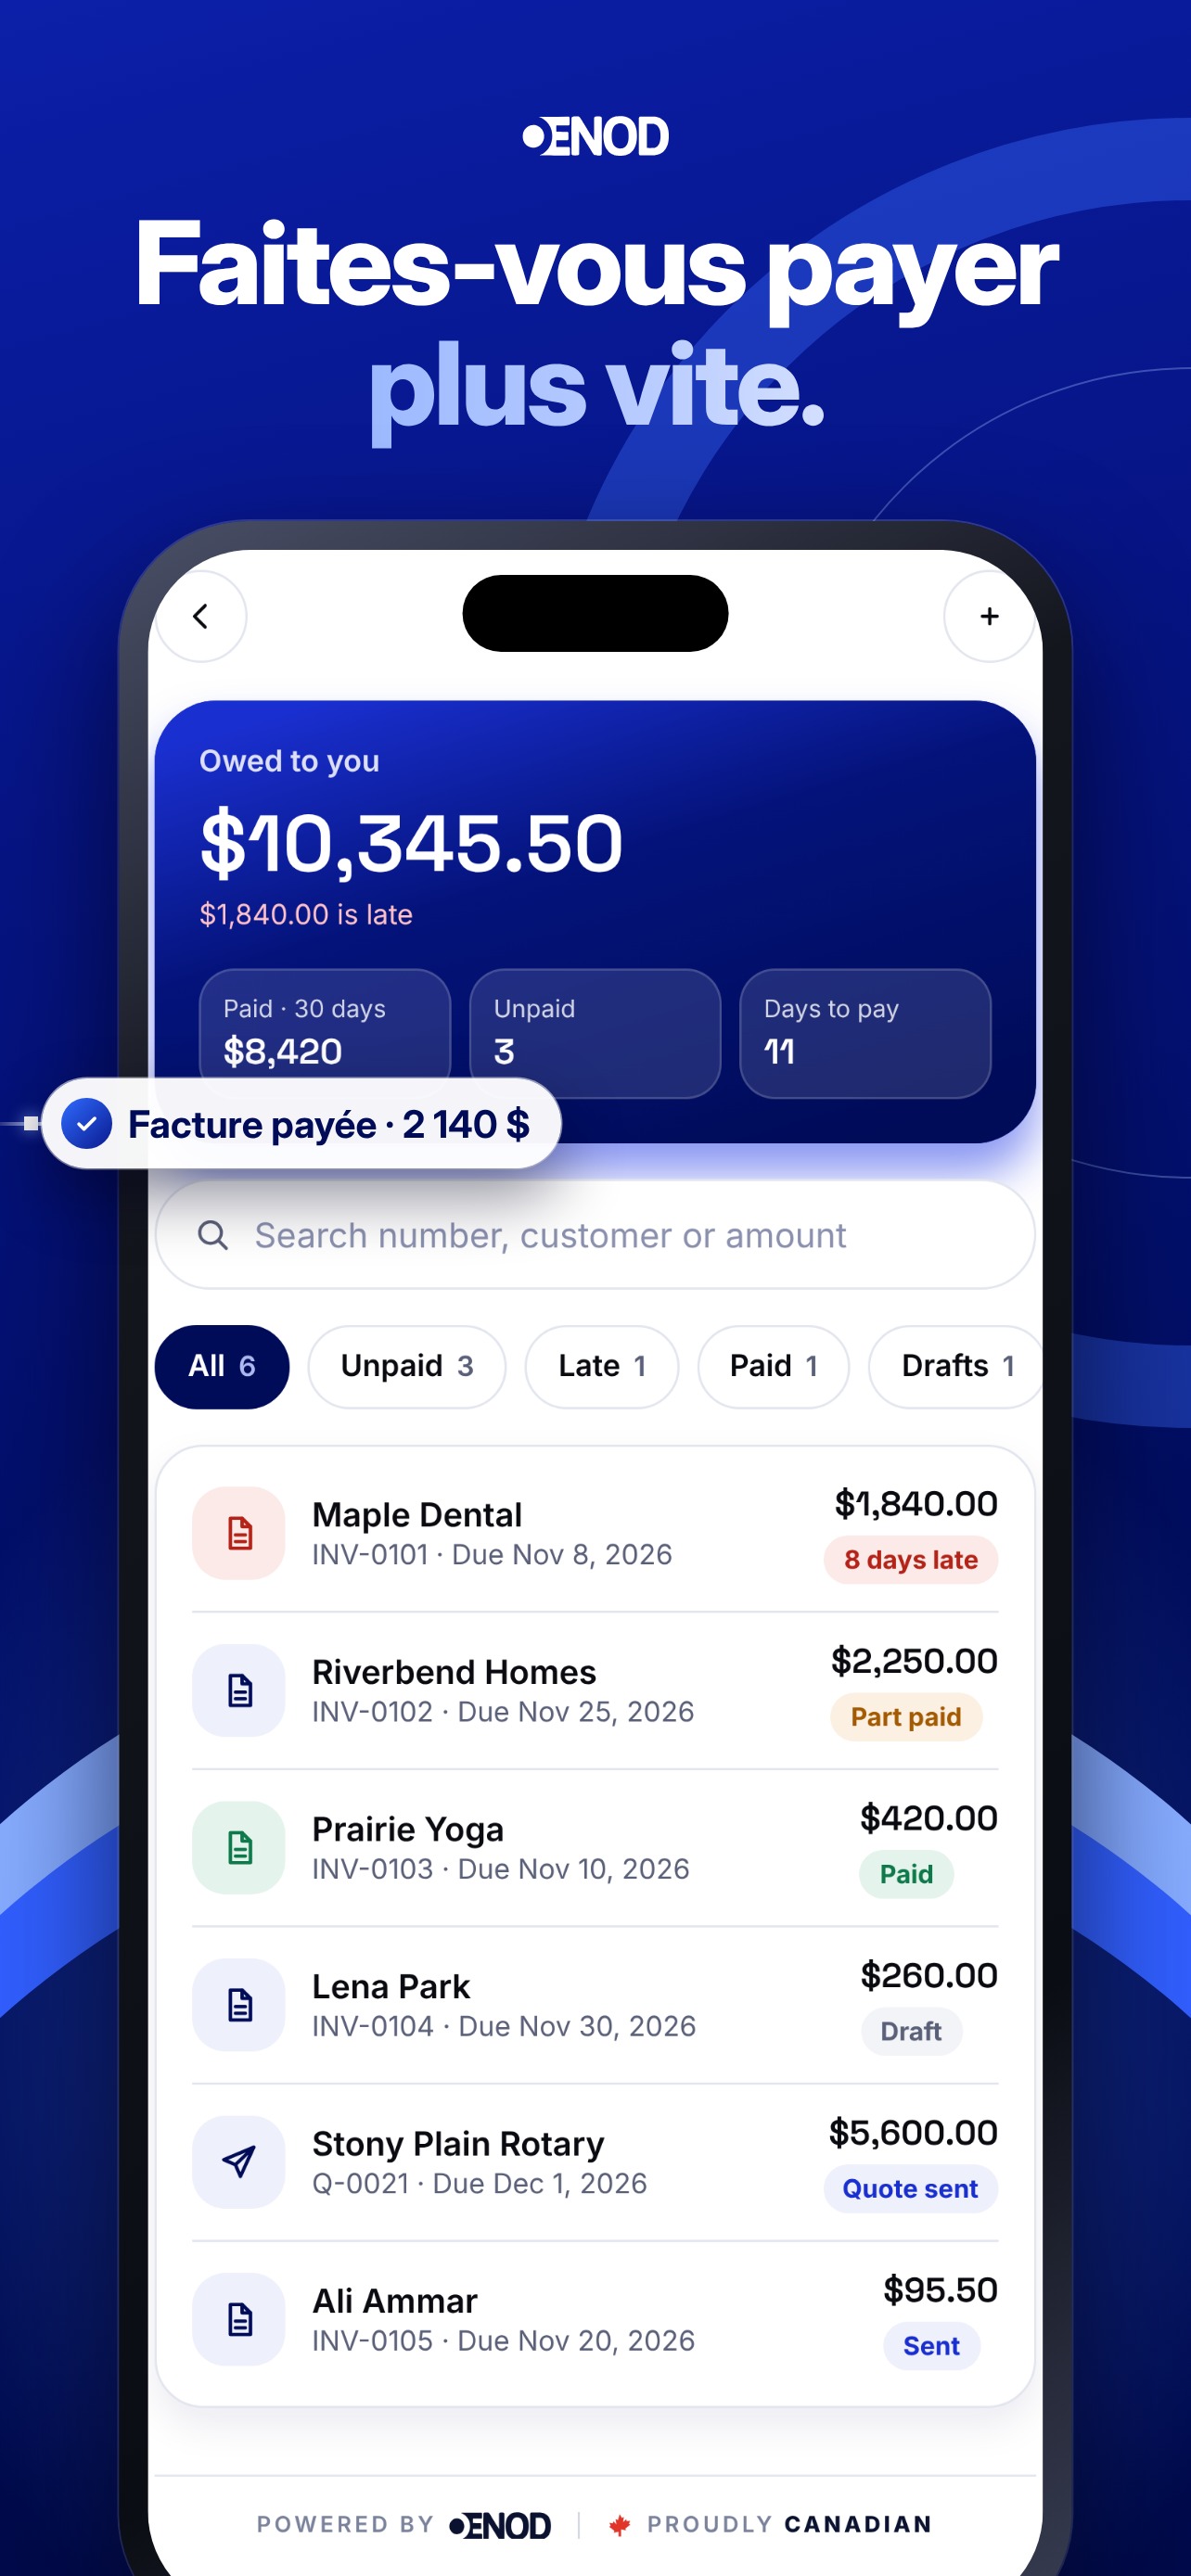 ENOD
Faites-vous payer
plus vite.
Owed to you
$10,345.50
$1,840.00 is late
Paid · 30 days
$8,420
Unpaid
3
Days to pay
11
Facture payée · 2 140 $
Search number, customer or amount
All 6
Unpaid 3
Late 1
Paid 1
Drafts 1
Maple Dental
INV-0101 · Due Nov 8, 2026
$1,840.00
8 days late
Riverbend Homes
INV-0102 · Due Nov 25, 2026
$2,250.00
Part paid
Prairie Yoga
INV-0103 · Due Nov 10, 2026
$420.00
Paid
Lena Park
INV-0104 · Due Nov 30, 2026
$260.00
Draft
Stony Plain Rotary
Q-0021 · Due Dec 1, 2026
$5,600.00
Quote sent
Ali Ammar
INV-0105 · Due Nov 20, 2026
$95.50
Sent
POWERED BY ENOD | PROUDLY CANADIAN